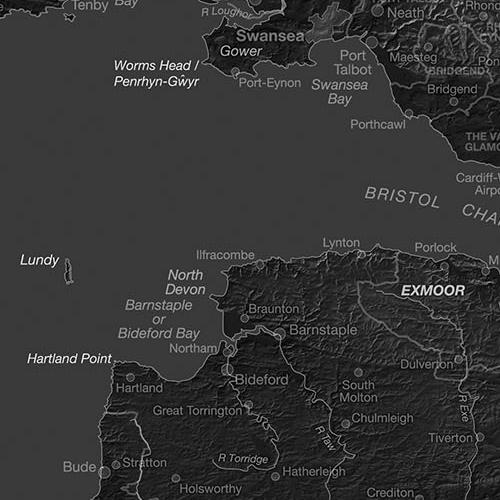 Tenby
Bay
R Loughor
Neath
Rhondda
Swansea
Gower
Port
Talbot
Maesteg
BRIDGEND
Bridgend
Worms Head /
Penrhyn-Gŵyr
Port-Eynon
Swansea
Bay
Porthcawl
THE VA
GLAMO
Cardiff-W
Airpo
BRISTOL CHA
Lynton
Porlock
Ilfracombe
Lundy
North
Devon
EXMOOR
Barnstaple
or
Bideford Bay
Braunton
Barnstaple
Northam
Hartland Point
Dulverton
Hartland
Bideford
South
Molton
Great Torrington
R Exe
Chulmleigh
R Taw
Tiverton
R Torridge
Bude
Stratton
Hatherleigh
Holsworthy
Crediton